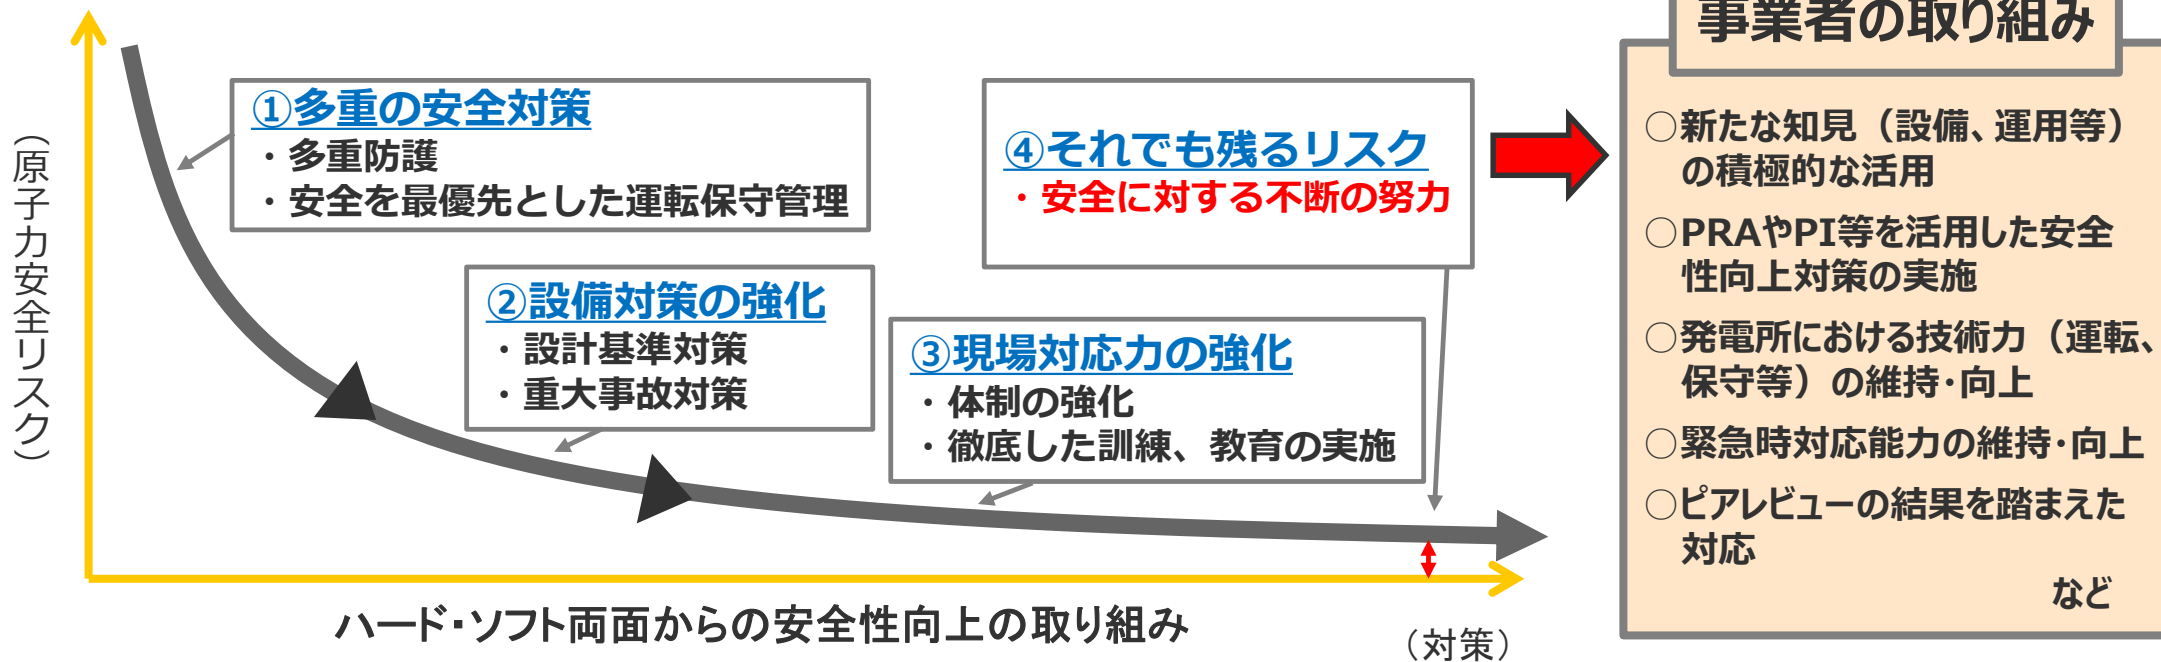 (原子力安全リスク)
①多重の安全対策
・多重防護
・安全を最優先とした運転保守管理
②設備対策の強化
・設計基準対策
・重大事故対策
③現場対応力の強化
・体制の強化
・徹底した訓練、教育の実施
④それでも残るリスク
・安全に対する不断の努力
ハード・ソフト両面からの安全性向上の取り組み
(対策)
事業者の取り組み
○新たな知見（設備、運用等）
の積極的な活用
○PRAやPI等を活用した安全
性向上対策の実施
○発電所における技術力（運転、
保守等）の維持・向上
○緊急時対応能力の維持・向上
○ピアレビューの結果を踏まえた
対応
など